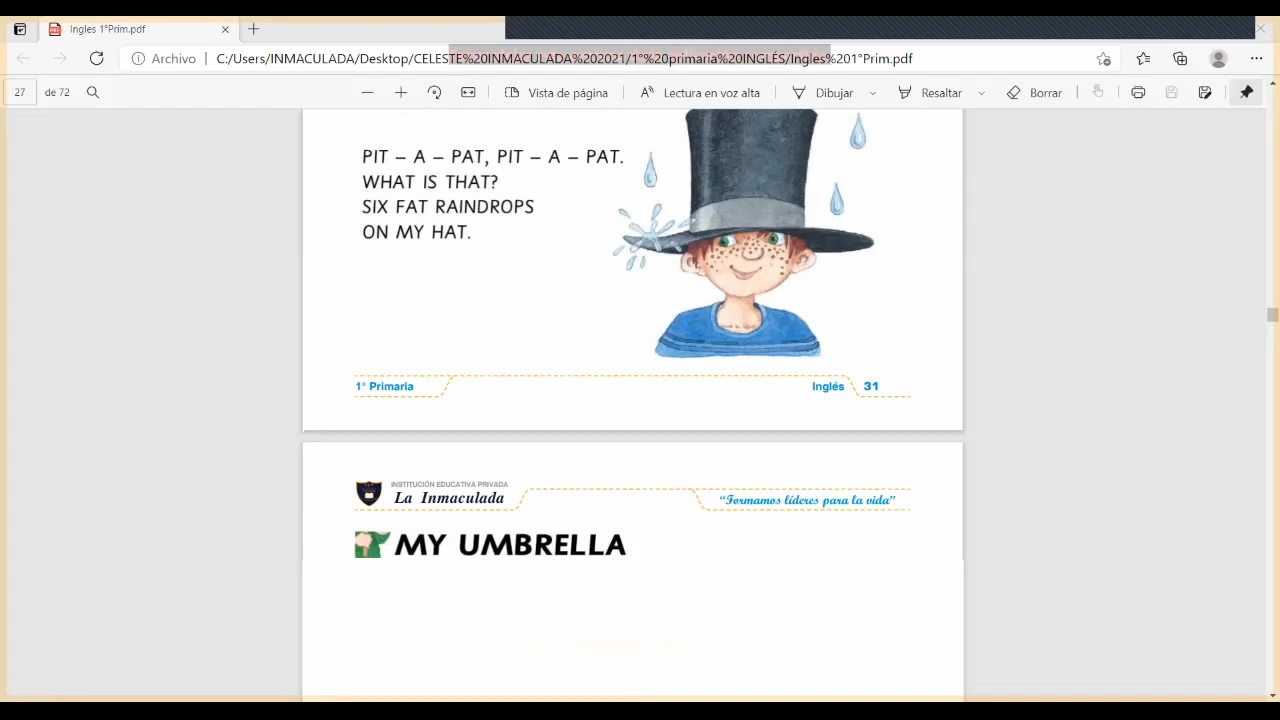 Ingles 1°Prim.pdf
Archivo C:/Users/INMACULADA/Desktop/CELESTE%20INMACULADA%202021/1°%20primaria%20INGLÉS/Ingles%201°Prim.pdf
27 de 72 Vista de página Lectura en voz alta Dibujar Resaltar Borrar
PIT – A – PAT, PIT – A – PAT.
WHAT IS THAT?
SIX FAT RAINDROPS
ON MY HAT.
1° Primaria Inglés 31
INSTITUCIÓN EDUCATIVA PRIVADA
La Inmaculada
“Formamos líderes para la vida”
MY UMBRELLA